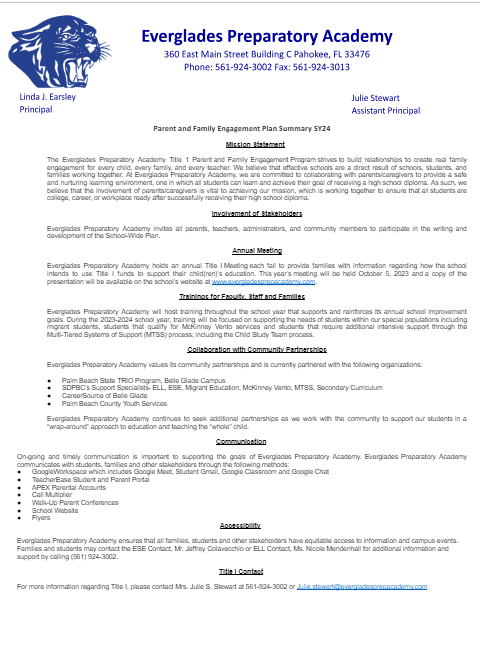 Everglades Preparatory Academy
360 East Main Street Building C Pahokee, FL 33476
Phone: 561-924-3002 Fax: 561-924-3013
Linda J. Earsley
Principal
Julie Stewart
Assistant Principal
Parent and Family Engagement Plan Summary SY24
Mission Statement
The Everglades Preparatory Academy Title 1 Parent and Family Engagement Program strives to build relationships to create real family
engagement for every child, every family, and every teacher. We believe that effective schools are a direct result of schools, students, and
families working together. At Everglades Preparatory Academy, we are committed to collaborating with parents/caregivers to provide a safe
and nurturing learning environment, one in which all students can learn and achieve their goal of receiving a high school diploma. As such, we
believe that the involvement of parents/caregivers is vital to achieving our mission, which is working together to ensure that all students are
college, career, or workplace ready after successfully receiving their high school diploma.
Involvement of Stakeholders
Everglades Preparatory Academy invites all parents, teachers, administrators, and community members to participate in the writing and
development of the School-Wide Plan.
Annual Meeting
Everglades Preparatory Academy holds an annual Title I Meeting each fall to provide families with information regarding how the school
intends to use Title I funds to support their child(ren)'s education. This year's meeting will be held October 5, 2023 and a copy of the
presentation will be available on the school's website at www.evergladesprepacademy.com.
Trainings for Faculty, Staff and Families
Everglades Preparatory Academy will host training throughout the school year that supports and reinforces its annual school improvement
goals. During the 2023-2024 school year, training will be focused on supporting the needs of students within our special populations including
migrant students, students that qualify for McKinney Vento services and students that require additional intensive support through the
Multi-Tiered Systems of Support (MTSS) process; including the Child Study Team process.
Collaboration with Community Partnerships
Everglades Preparatory Academy values its community partnerships and is currently partnered with the following organizations:
● Palm Beach State TRIO Program, Belle Glade Campus
● SDPBC's Support Specialists- ELL, ESE, Migrant Education, McKinney Vento, MTSS, Secondary Curriculum
● CareerSource of Belle Glade
● Palm Beach County Youth Services
Everglades Preparatory Academy continues to seek additional partnerships as we work with the community to support our students in a
"wrap-around" approach to education and teaching the "whole" child.
Communication
On-going and timely communication is important to supporting the goals of Everglades Preparatory Academy. Everglades Preparatory Academy
communicates with students, families and other stakeholders through the following methods:
● GoogleWorkspace which includes Google Meet, Student Gmail, Google Classroom and Google Chat
● TeacherEase Student and Parent Portal
● APEX Parental Accounts
● Call Multiplier
● Walk-Up Parent Conferences
● School Website
● Flyers
Accessibility
Everglades Preparatory Academy ensures that all families, students and other stakeholders have equitable access to information and campus events.
Families and students may contact the ESE Contact, Mr. Jeffrey Colavecchio or ELL Contact, Ms. Nicole Mendenhall for additional information and
support by calling (561) 924-3002.
Title I Contact
For more information regarding Title I, please contact Mrs. Julie S. Stewart at 561-924-3002 or Julie.stewart@evergladesprepacademy.com